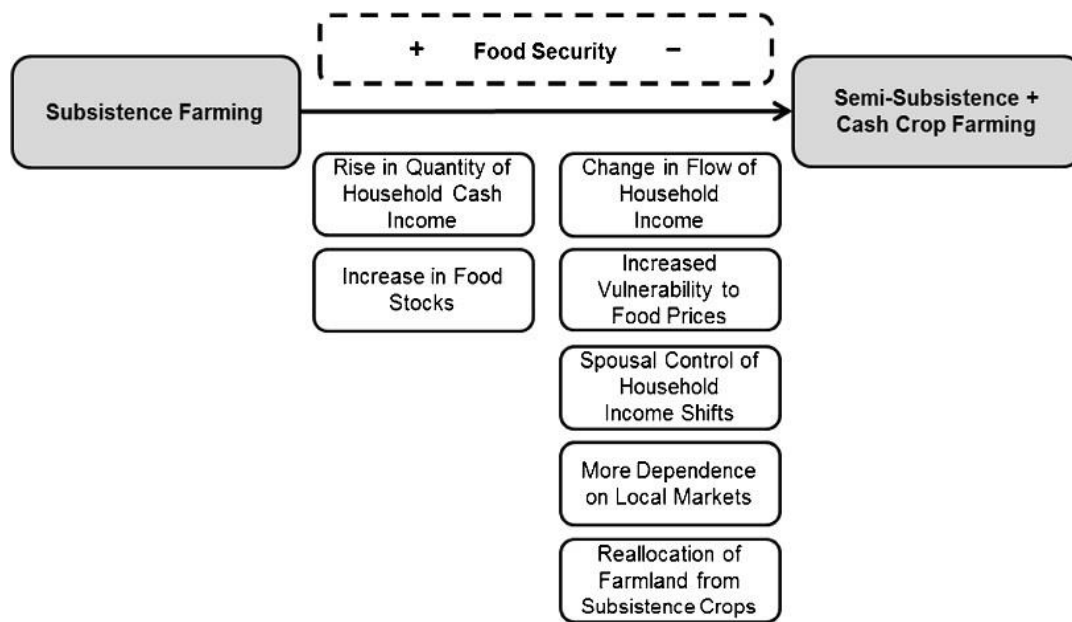 + Food Security −
Subsistence Farming
Semi-Subsistence +
Cash Crop Farming
Rise in Quantity of
Household Cash
Income
Increase in Food
Stocks
Change in Flow of
Household
Income
Increased
Vulnerability to
Food Prices
Spousal Control of
Household
Income Shifts
More Dependence
on Local Markets
Reallocation of
Farmland from
Subsistence Crops